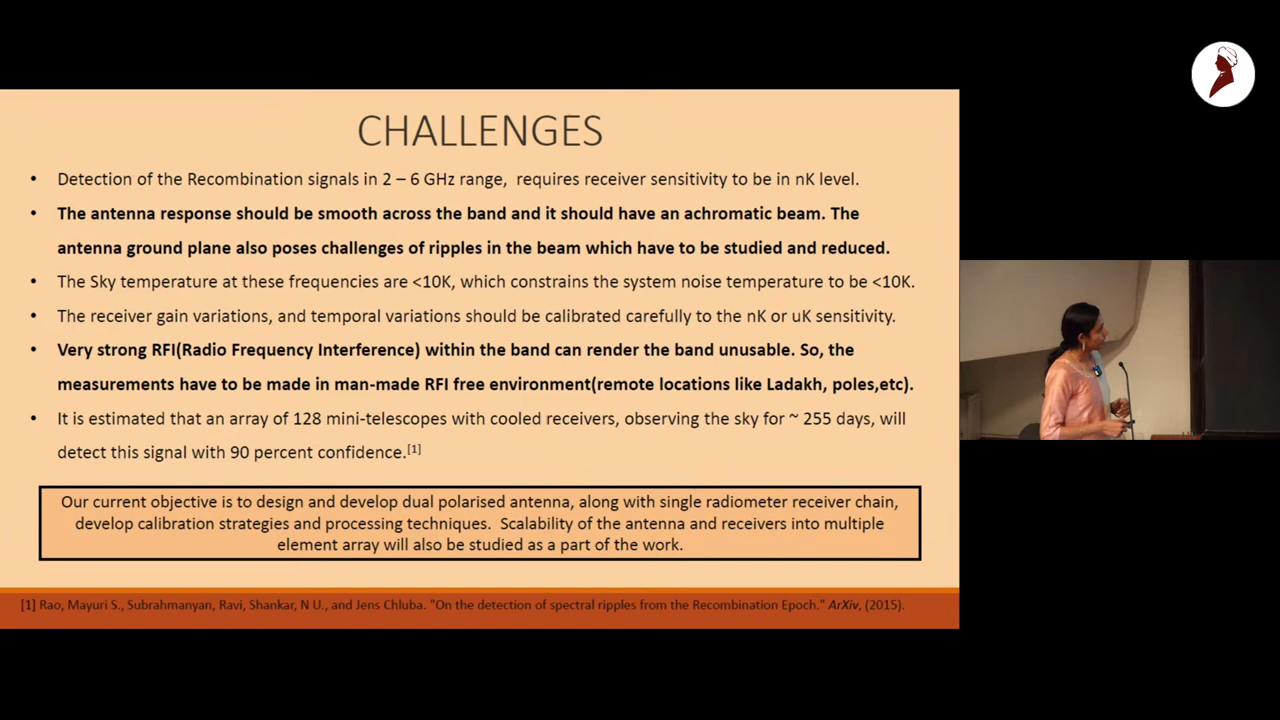 CHALLENGES
• Detection of the Recombination signals in 2 – 6 GHz range, requires receiver sensitivity to be in nK level.
• The antenna response should be smooth across the band and it should have an achromatic beam. The
antenna ground plane also poses challenges of ripples in the beam which have to be studied and reduced.
• The Sky temperature at these frequencies are <10K, which constrains the system noise temperature to be <10K.
• The receiver gain variations, and temporal variations should be calibrated carefully to the nK or uK sensitivity.
• Very strong RFI(Radio Frequency Interference) within the band can render the band unusable. So, the
measurements have to be made in man-made RFI free environment(remote locations like Ladakh, poles,etc).
• It is estimated that an array of 128 mini-telescopes with cooled receivers, observing the sky for ~ 255 days, will
detect this signal with 90 percent confidence.[1]
Our current objective is to design and develop dual polarised antenna, along with single radiometer receiver chain,
develop calibration strategies and processing techniques. Scalability of the antenna and receivers into multiple
element array will also be studied as a part of the work.
[1] Rao, Mayuri S., Subrahmanyan, Ravi, Shankar, N U., and Jens Chluba. "On the detection of spectral ripples from the Recombination Epoch." ArXiv, (2015).